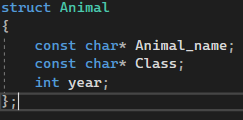 struct Animal
{
    const char* Animal_name;
    const char* Class;
    int year;
};